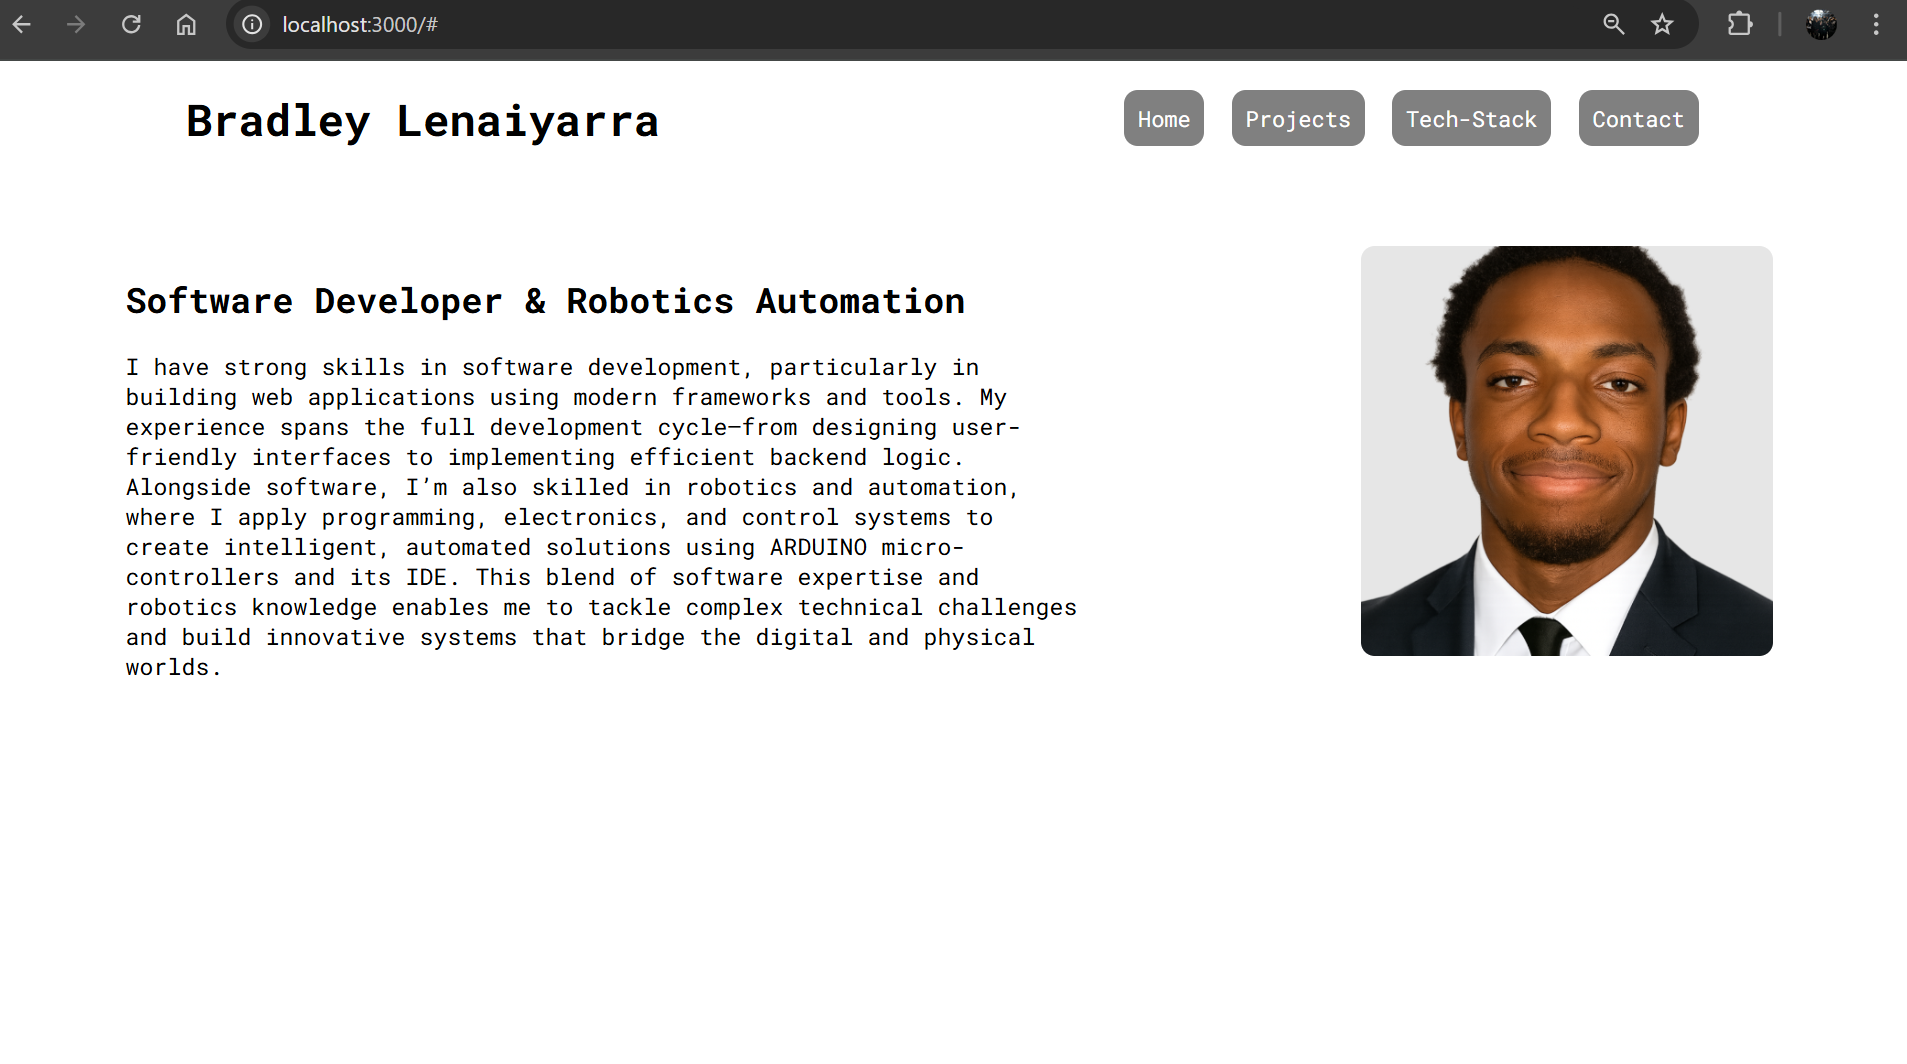 localhost:3000/#
Bradley Lenaiyarra
Home Projects Tech-Stack Contact
Software Developer & Robotics Automation
I have strong skills in software development, particularly in
building web applications using modern frameworks and tools. My
experience spans the full development cycle—from designing user-
friendly interfaces to implementing efficient backend logic.
Alongside software, I’m also skilled in robotics and automation,
where I apply programming, electronics, and control systems to
create intelligent, automated solutions using ARDUINO micro-
controllers and its IDE. This blend of software expertise and
robotics knowledge enables me to tackle complex technical challenges
and build innovative systems that bridge the digital and physical
worlds.